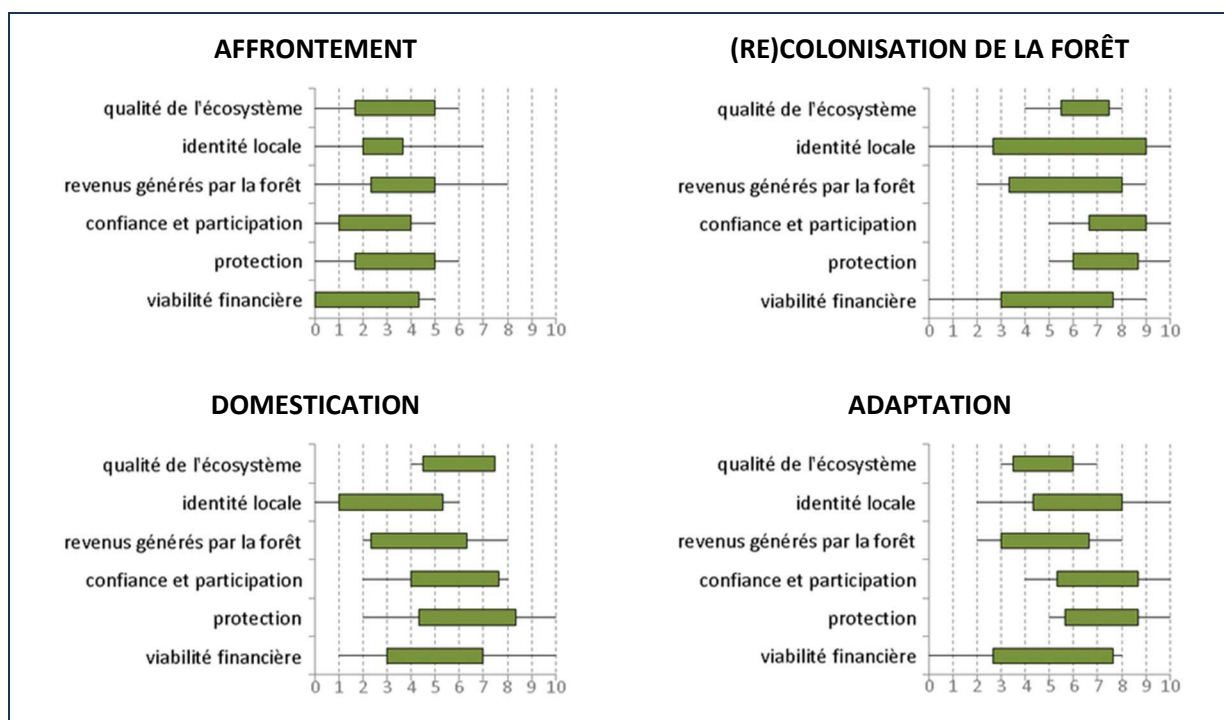 AFFRONTEMENT
qualité de l'écosystème
identité locale
revenus générés par la forêt
confiance et participation
protection
viabilité financière
0 1 2 3 4 5 6 7 8 9 10
(RE)COLONISATION DE LA FORÊT
qualité de l'écosystème
identité locale
revenus générés par la forêt
confiance et participation
protection
viabilité financière
0 1 2 3 4 5 6 7 8 9 10
DOMESTICATION
qualité de l'écosystème
identité locale
revenus générés par la forêt
confiance et participation
protection
viabilité financière
0 1 2 3 4 5 6 7 8 9 10
ADAPTATION
qualité de l'écosystème
identité locale
revenus générés par la forêt
confiance et participation
protection
viabilité financière
0 1 2 3 4 5 6 7 8 9 10